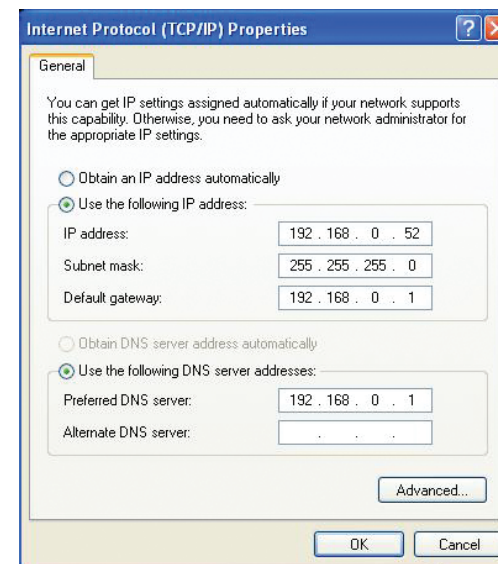 Internet Protocol (TCP/IP) Properties
General
You can get IP settings assigned automatically if your network supports
this capability. Otherwise, you need to ask your network administrator for
the appropriate IP settings.
Obtain an IP address automatically
Use the following IP address:
IP address: 192 . 168 . 0 . 52
Subnet mask: 255 . 255 . 255 . 0
Default gateway: 192 . 168 . 0 . 1
Obtain DNS server address automatically
Use the following DNS server addresses:
Preferred DNS server: 192 . 168 . 0 . 1
Alternate DNS server: . . .
Advanced...
OK Cancel